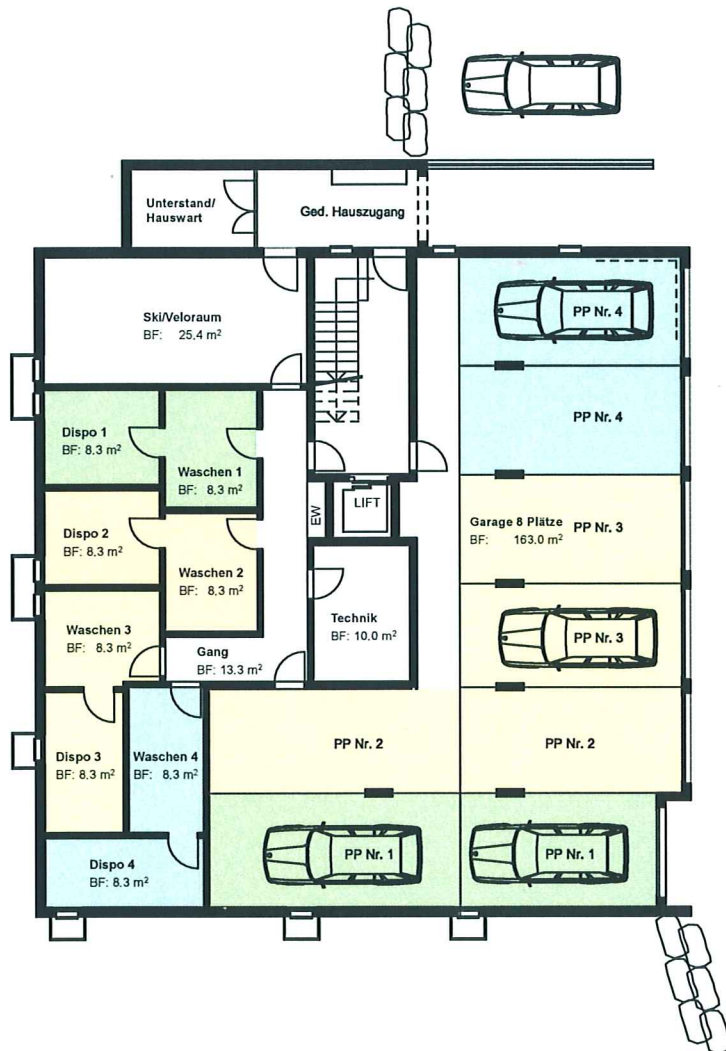 Unterstand/
Hauswart
Ged. Hauszugang
Ski/Veloraum
BF: 25.4 m²
PP Nr. 4
PP Nr. 4
Dispo 1
BF: 8.3 m²
Waschen 1
BF: 8.3 m²
EW
LIFT
Garage 8 Plätze
BF: 163.0 m²
PP Nr. 3
Dispo 2
BF: 8.3 m²
Waschen 2
BF: 8.3 m²
Waschen 3
BF: 8.3 m²
Technik
BF: 10.0 m²
PP Nr. 3
Gang
BF: 13.3 m²
Dispo 3
BF: 8.3 m²
Waschen 4
BF: 8.3 m²
PP Nr. 2
PP Nr. 2
Dispo 4
BF: 8.3 m²
PP Nr. 1
PP Nr. 1